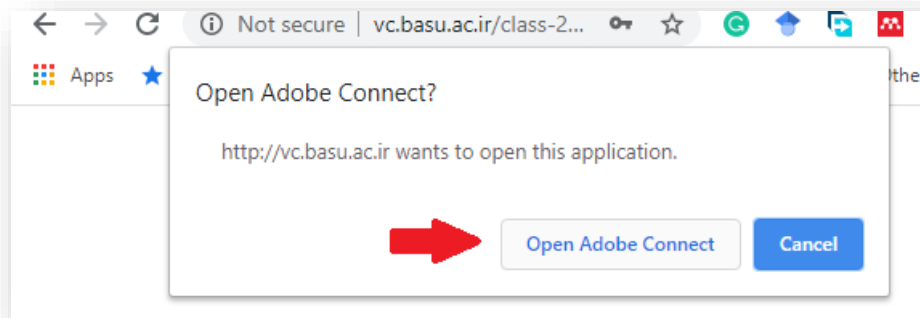 Not secure | vc.basu.ac.ir/class-2...
Apps
Open Adobe Connect?
http://vc.basu.ac.ir wants to open this application.
Open Adobe Connect Cancel